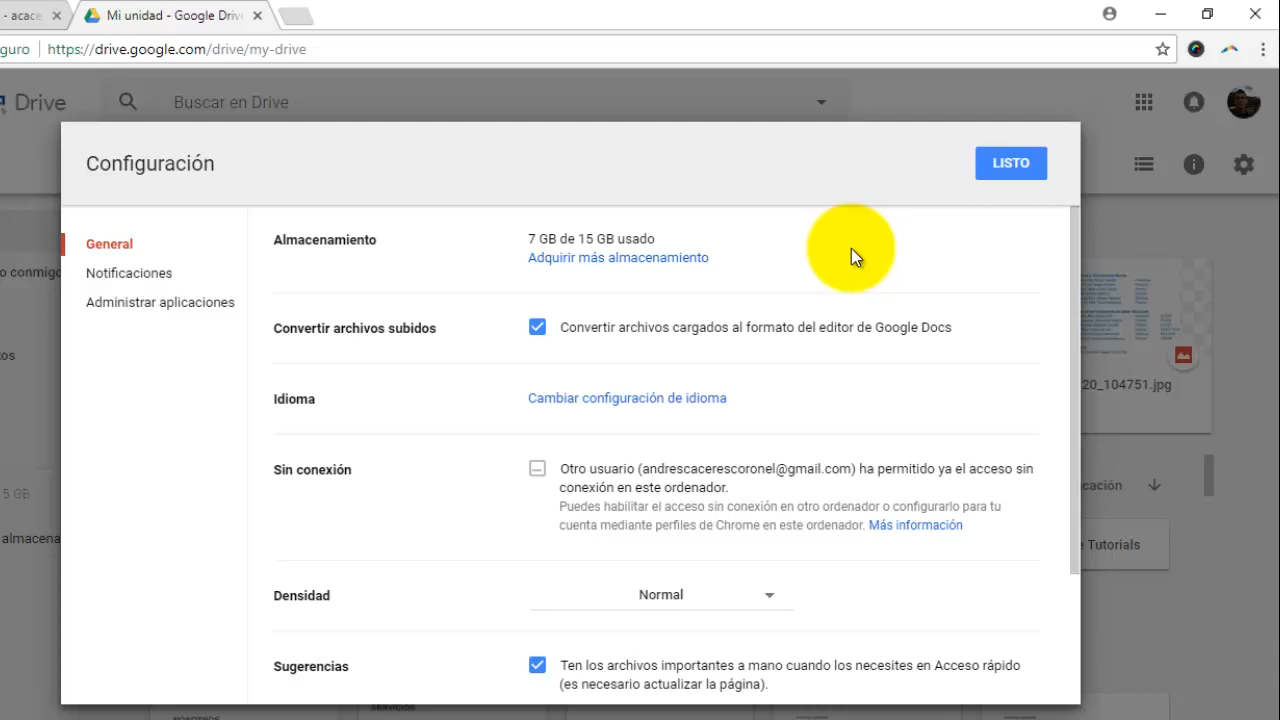 - acace
Mi unidad - Google Drive
guro https://drive.google.com/drive/my-drive
Drive
Buscar en Drive
Configuración
LISTO
General
Notificaciones
Administrar aplicaciones
Almacenamiento
7 GB de 15 GB usado
Adquirir más almacenamiento
Convertir archivos subidos
Convertir archivos cargados al formato del editor de Google Docs
Idioma
Cambiar configuración de idioma
Sin conexión
Otro usuario (andrescacerescoronel@gmail.com) ha permitido ya el acceso sin
conexión en este ordenador.
Puedes habilitar el acceso sin conexión en otro ordenador o configurarlo para tu
cuenta mediante perfiles de Chrome en este ordenador. Más información
Densidad
Normal
Sugerencias
Ten los archivos importantes a mano cuando los necesites en Acceso rápido
(es necesario actualizar la página).
o conmigo
tos
5 GB
almacena
20_104751.jpg
cación
e Tutorials
NOSOTROS
SERVICIOS